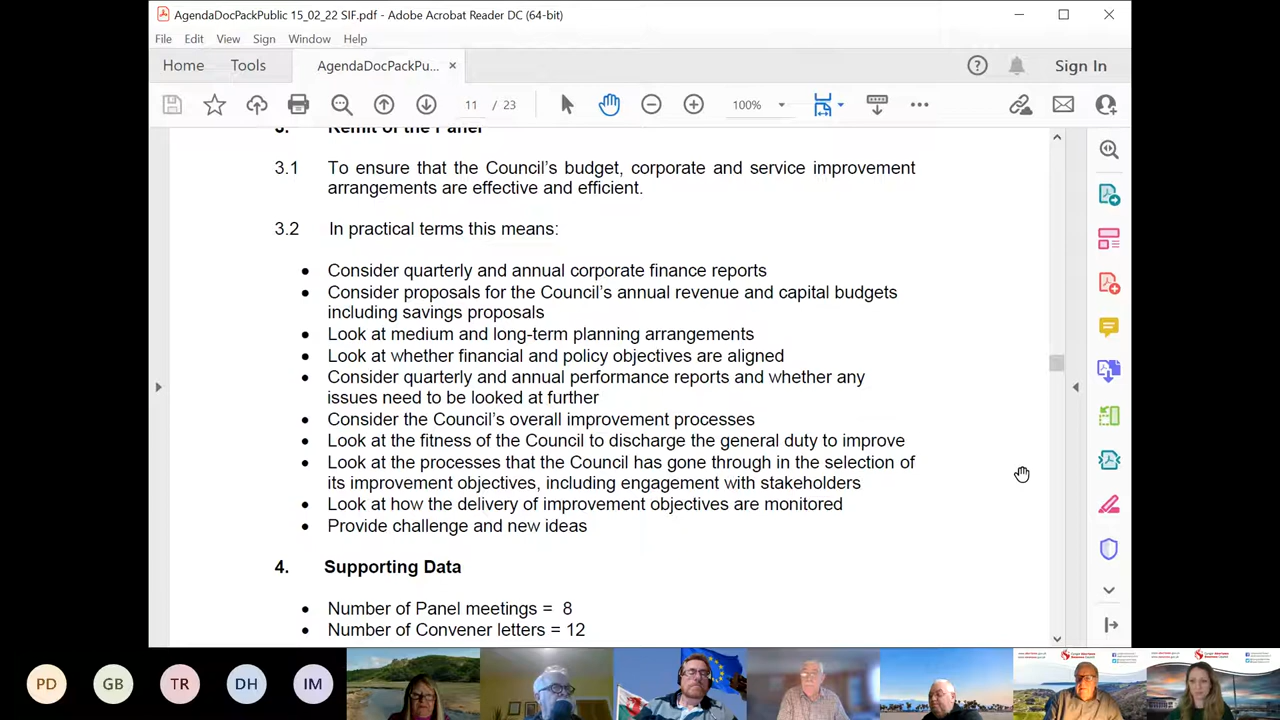 AgendaDocPackPublic 15_02_22 SIF.pdf - Adobe Acrobat Reader DC (64-bit)
File Edit View Sign Window Help
Home Tools AgendaDocPackPu... ×
Sign In
11 / 23
100%
3. Remit of the Panel
3.1 To ensure that the Council's budget, corporate and service improvement
arrangements are effective and efficient.
3.2 In practical terms this means:
• Consider quarterly and annual corporate finance reports
• Consider proposals for the Council's annual revenue and capital budgets
including savings proposals
• Look at medium and long-term planning arrangements
• Look at whether financial and policy objectives are aligned
• Consider quarterly and annual performance reports and whether any
issues need to be looked at further
• Consider the Council's overall improvement processes
• Look at the fitness of the Council to discharge the general duty to improve
• Look at the processes that the Council has gone through in the selection of
its improvement objectives, including engagement with stakeholders
• Look at how the delivery of improvement objectives are monitored
• Provide challenge and new ideas
4. Supporting Data
• Number of Panel meetings = 8
• Number of Convener letters = 12
PD GB TR DH IM